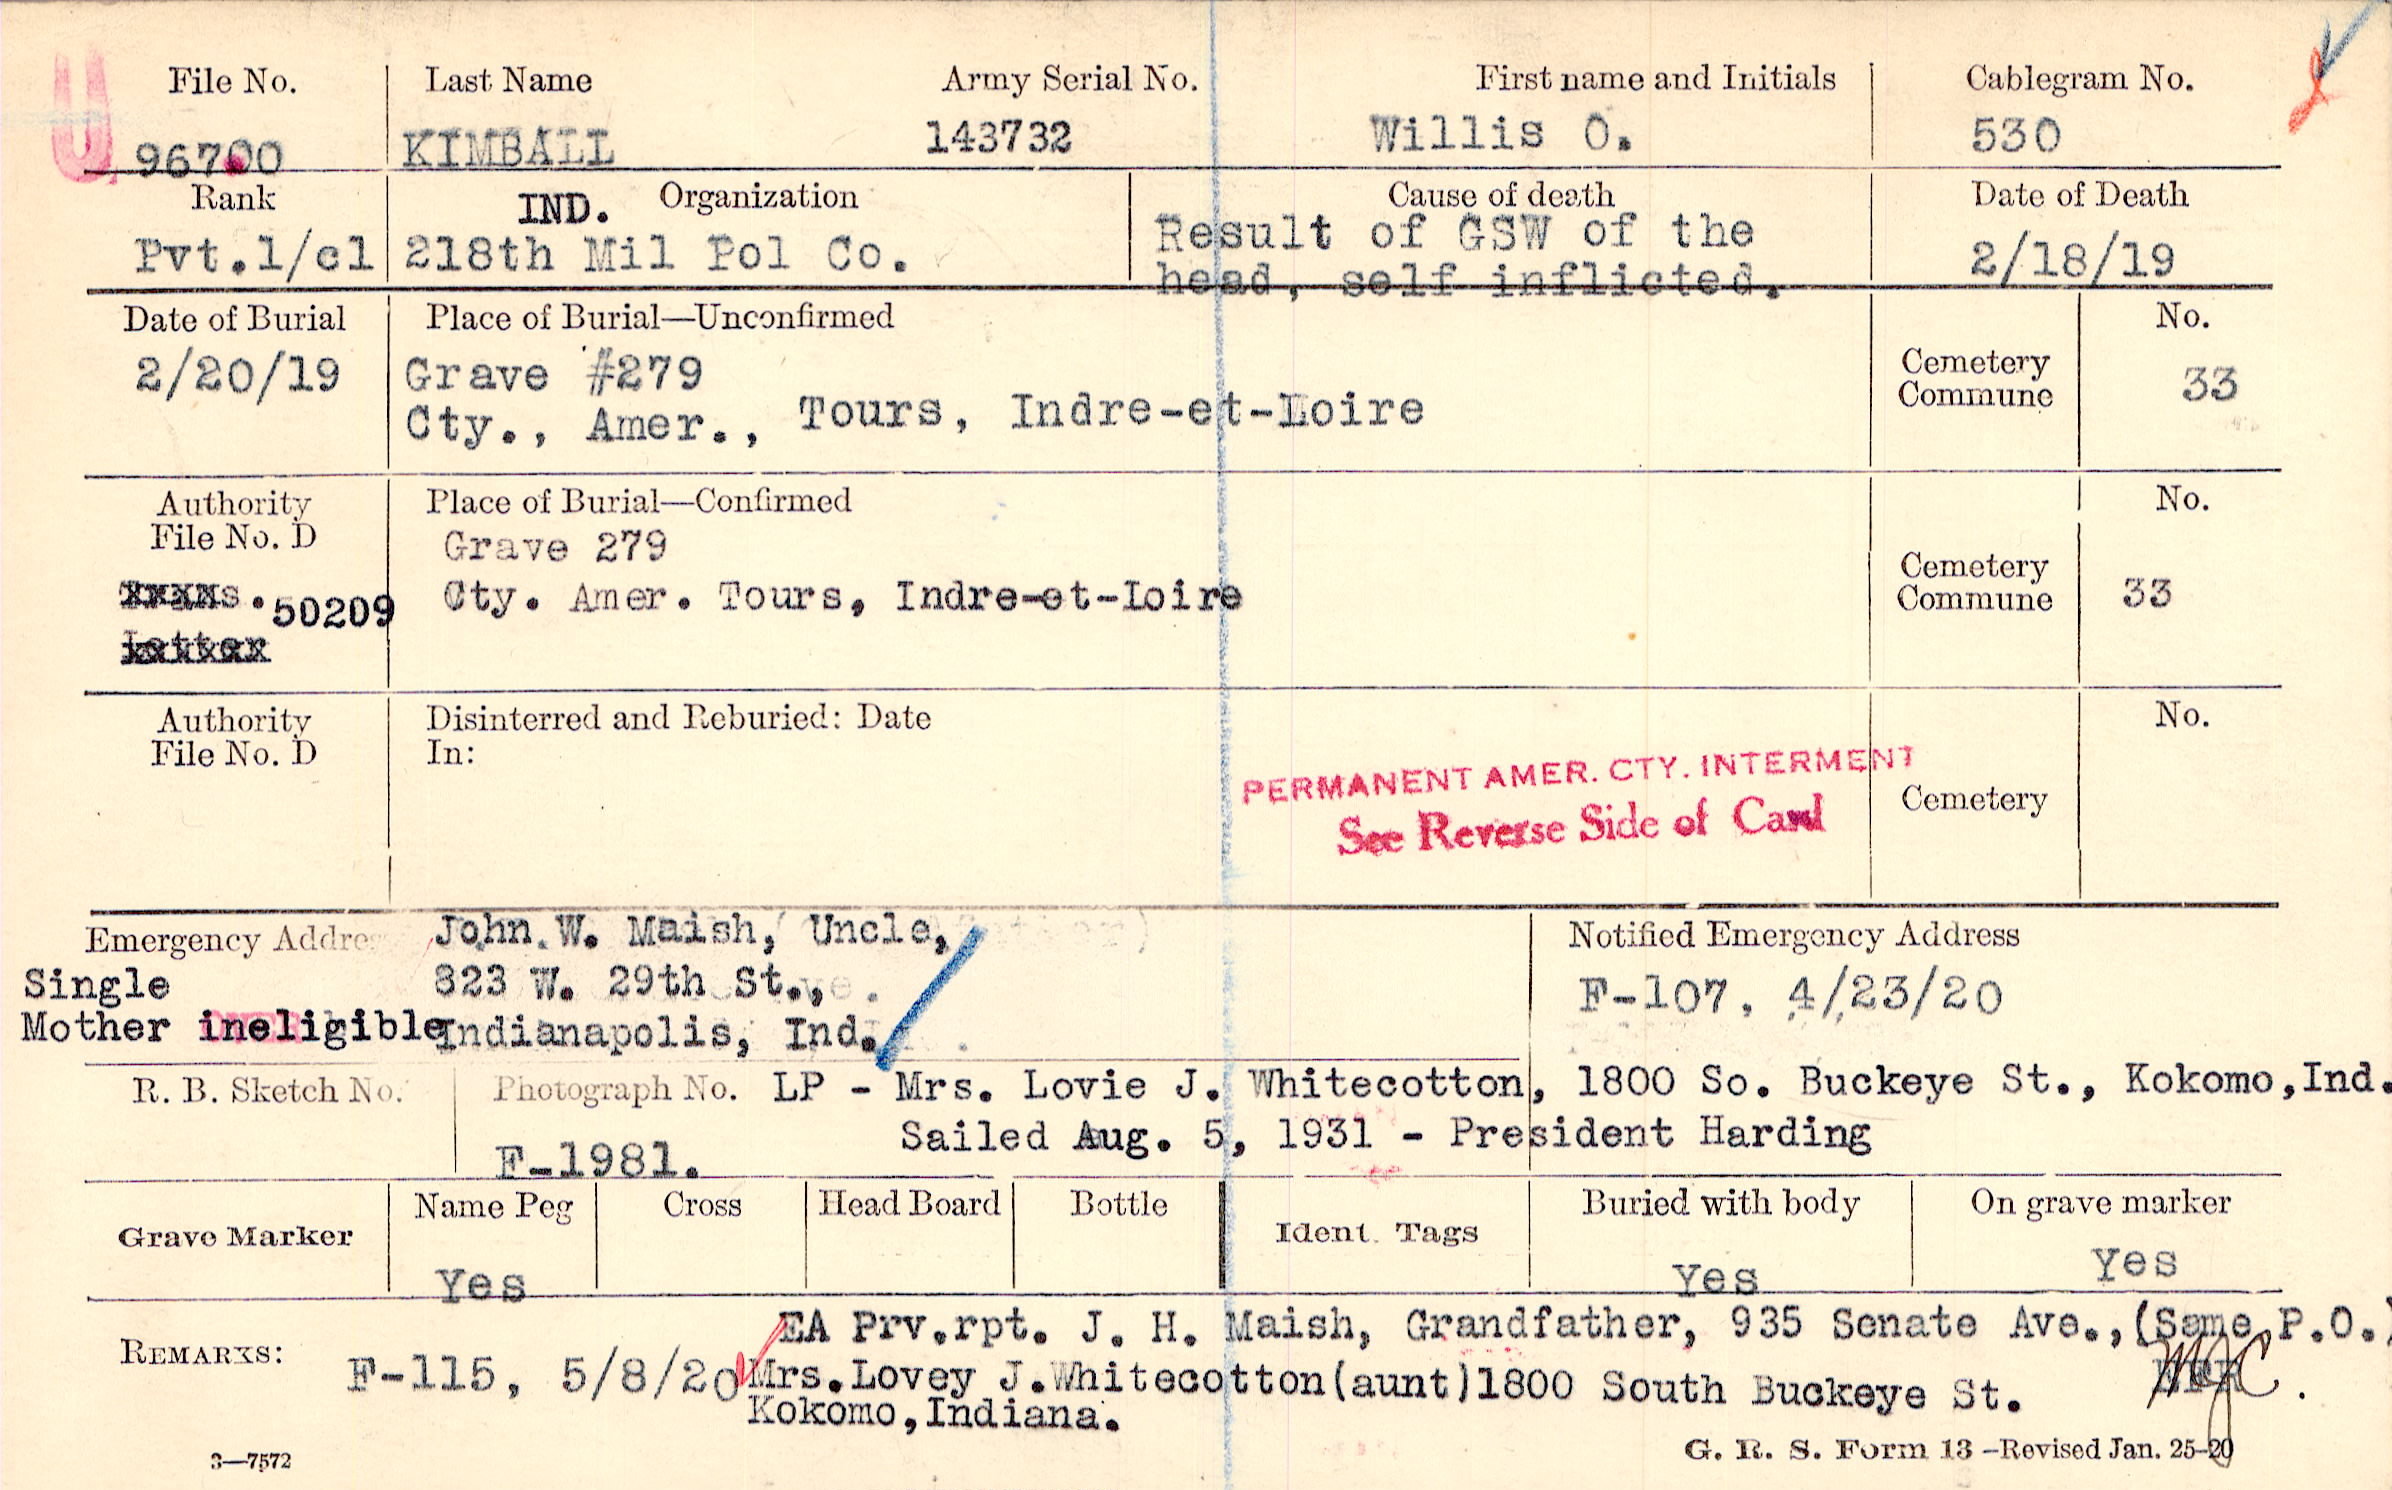 U
File No. Last Name Army Serial No. First name and Initials Cablegram No.
96700 KIMBALL 143732 Willis O. 530
Rank IND. Organization Cause of death Date of Death
Pvt.1/cl 218th Mil Pol Co. Result of GSW of the 2/18/19
head, self inflicted.
Date of Burial Place of Burial—Unconfirmed No.
2/20/19 Grave #279 Cemetery 33
Cty., Amer., Tours, Indre-et-Loire Commune
Authority Place of Burial—Confirmed No.
File No. D Grave 279 Cemetery
50209 Cty. Amer. Tours, Indre-et-Loire Commune 33
Letter
Authority Disinterred and Reburied: Date No.
File No. D In:
PERMANENT AMER. CTY. INTERMENT
See Reverse Side of Card Cemetery
Emergency Address John W. Maish, Uncle, Notified Emergency Address
Single 823 W. 29th St., F-107, 4/23/20
Mother ineligible Indianapolis, Ind.
R. B. Sketch No. Photograph No. LP - Mrs. Lovie J. Whitecotton, 1800 So. Buckeye St., Kokomo,Ind.
Sailed Aug. 5, 1931 - President Harding
F-1981.
Grave Marker Name Peg Cross Head Board Bottle Ident. Tags Buried with body On grave marker
Yes Yes Yes
REMARKS: EA Prv.rpt. J. H. Maish, Grandfather, 935 Senate Ave.,(Same P.O.)
F-115, 5/8/20 Mrs.Lovey J.Whitecotton(aunt)1800 South Buckeye St.
Kokomo,Indiana.
3—7572 G. R. S. Form 13 —Revised Jan. 25-20